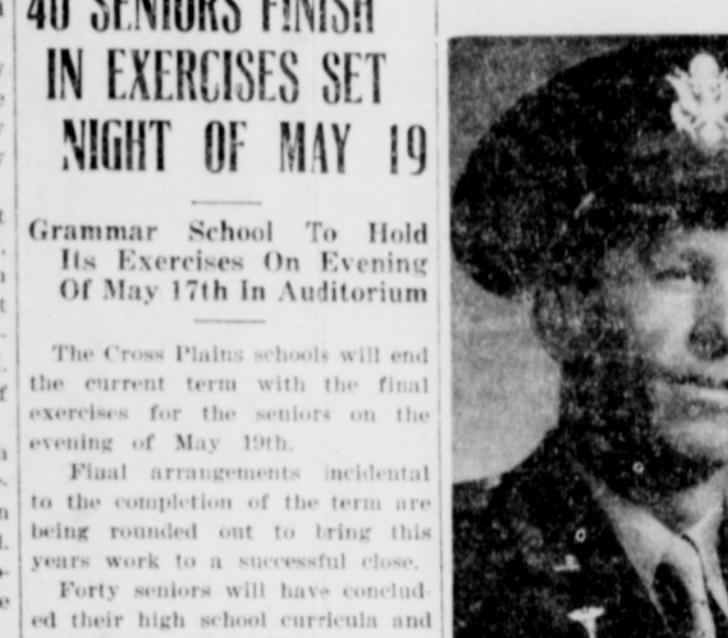 40 SENIORS FINISH
IN EXERCISES SET
NIGHT OF MAY 19
Grammar School To Hold
Its Exercises On Evening
Of May 17th In Auditorium
The Cross Plains schools will end
the current term with the final
exercises for the seniors on the
evening of May 19th.
Final arrangements incidental
to the completion of the term are
being rounded out to bring this
years work to a successful close.
Forty seniors will have conclud-
ed their high school curricula and